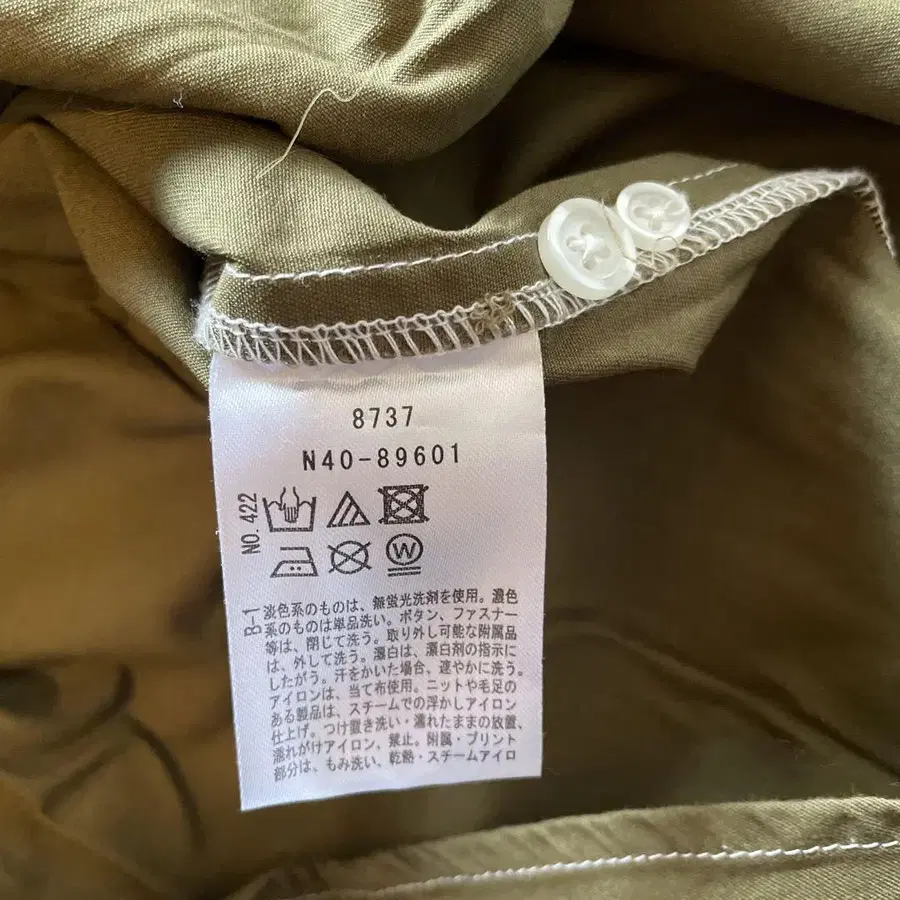 8737
N40-89601
NO. 422
W
B-1
淡色系のものは、無蛍光洗剤を使用。濃色
系のものは単品洗い。ボタン、ファスナー
等は、閉じて洗う。取り外し可能な附属品
は、外して洗う。漂白は、漂白剤の指示に
したがう。汗をかいた場合、速やかに洗う。
アイロンは、当て布使用。ニットや毛足の
ある製品は、スチームでの浮かしアイロン
仕上げ。つけ置き洗い・濡れたままの放置、
濡れがけアイロン、禁止。附属・プリント
部分は、もみ洗い、乾熱・スチームアイロ